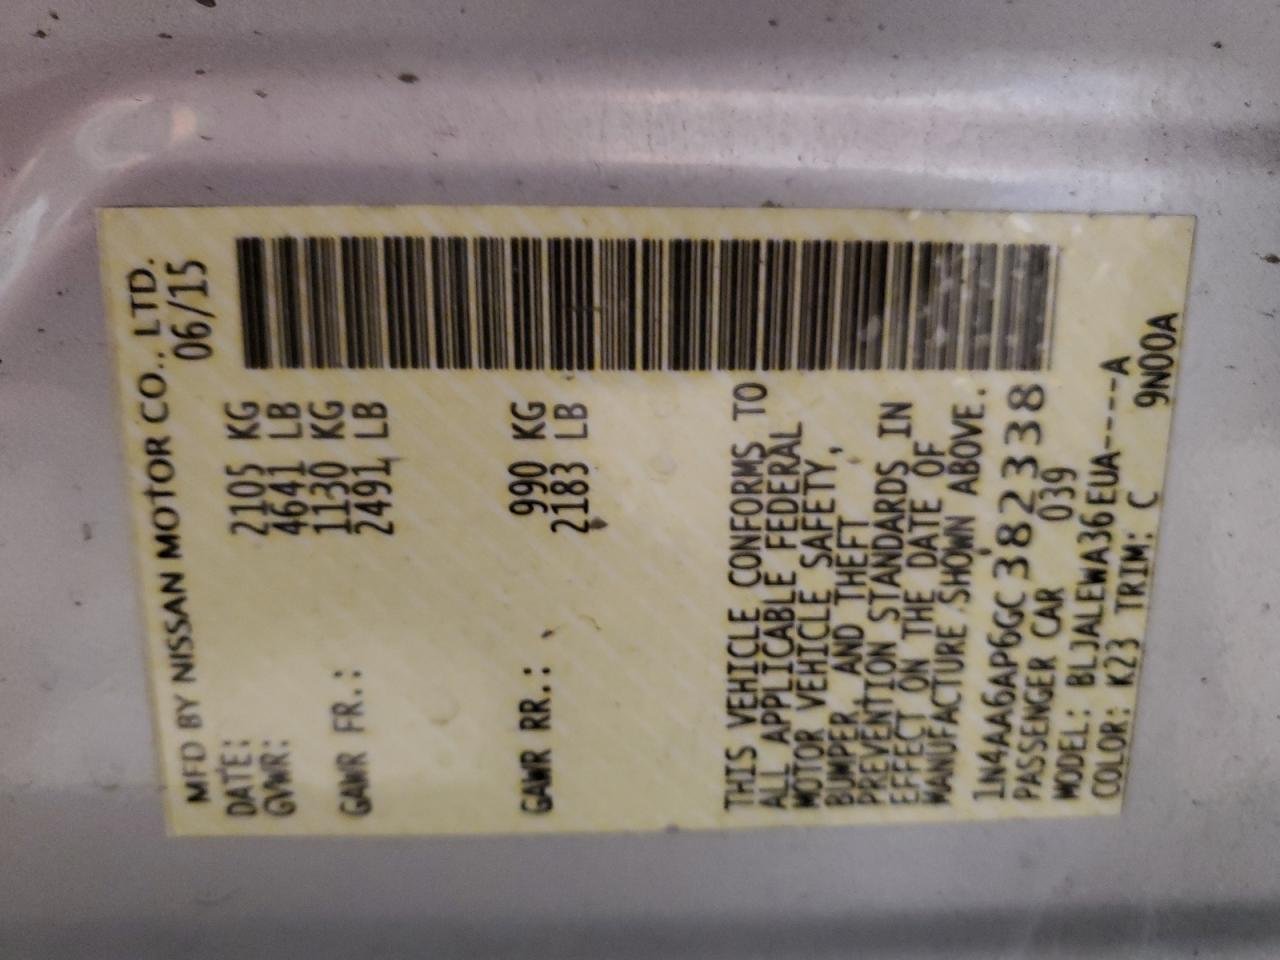 MFD BY NISSAN MOTOR CO., LTD.
DATE: 06/15
GVWR: 2105 KG
4641 LB
GAWR FR.: 1130 KG
2491 LB
GAWR RR.: 990 KG
2183 LB
THIS VEHICLE CONFORMS TO
ALL APPLICABLE FEDERAL
MOTOR VEHICLE SAFETY,
BUMPER, AND THEFT
PREVENTION STANDARDS IN
EFFECT ON THE DATE OF
MANUFACTURE SHOWN ABOVE.
1N4AA6AP6GC382338
PASSENGER CAR 039
MODEL: BLJALEWA36EUA----A
COLOR: K23 TRIM: C 9N00A